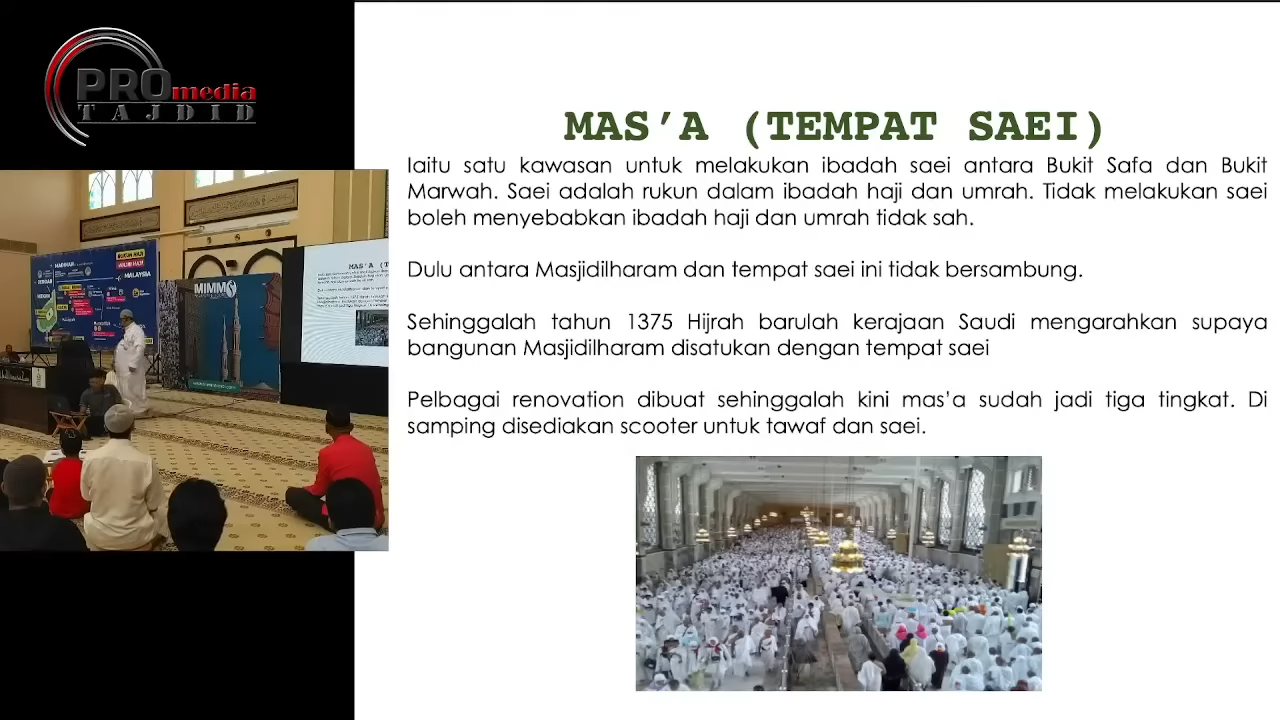 PROmedia
TAJDID
MAS’A (TEMPAT SAEI)
Iaitu satu kawasan untuk melakukan ibadah saei antara Bukit Safa dan Bukit
Marwah. Saei adalah rukun dalam ibadah haji dan umrah. Tidak melakukan saei
boleh menyebabkan ibadah haji dan umrah tidak sah.
Dulu antara Masjidilharam dan tempat saei ini tidak bersambung.
Sehinggalah tahun 1375 Hijrah barulah kerajaan Saudi mengarahkan supaya
bangunan Masjidilharam disatukan dengan tempat saei
Pelbagai renovation dibuat sehinggalah kini mas’a sudah jadi tiga tingkat. Di
samping disediakan scooter untuk tawaf dan saei.
MADINAH
MALAYSIA
MIMM
MAS’A (T